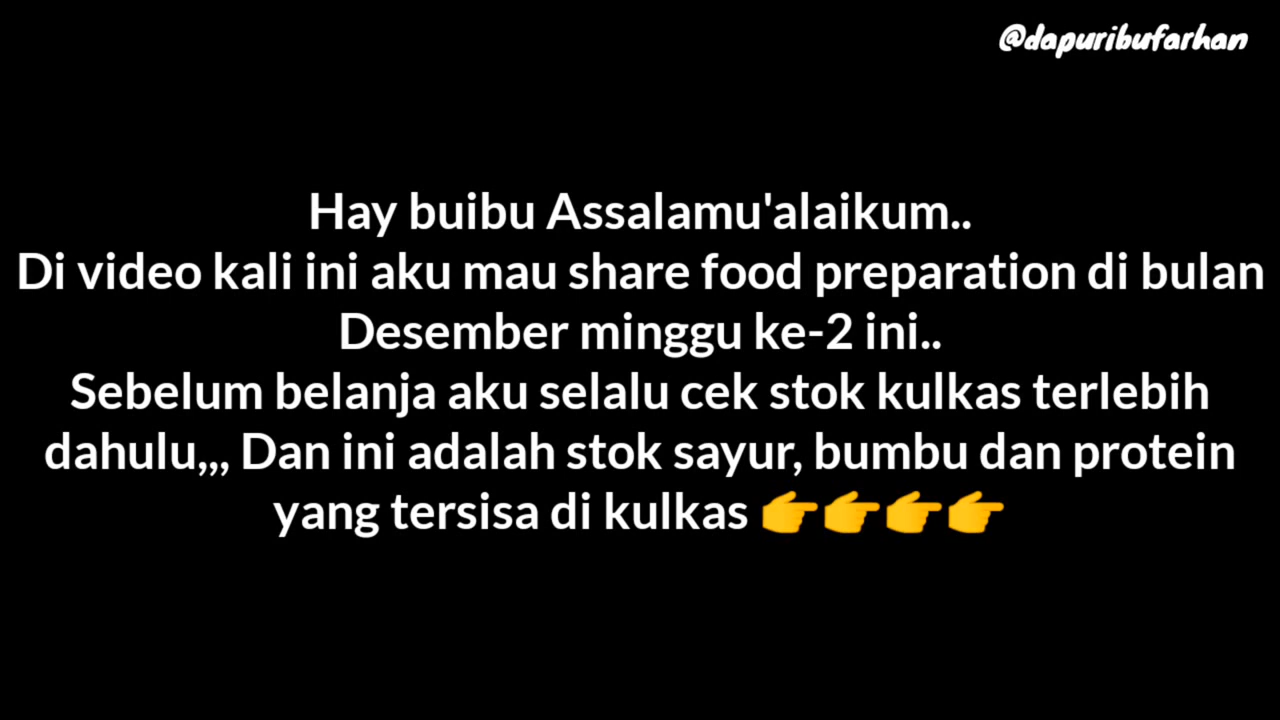 @dapuribufarhan
Hay buibu Assalamu'alaikum..
Di video kali ini aku mau share food preparation di bulan
Desember minggu ke-2 ini..
Sebelum belanja aku selalu cek stok kulkas terlebih
dahulu,,, Dan ini adalah stok sayur, bumbu dan protein
yang tersisa di kulkas 👉👉👉👉